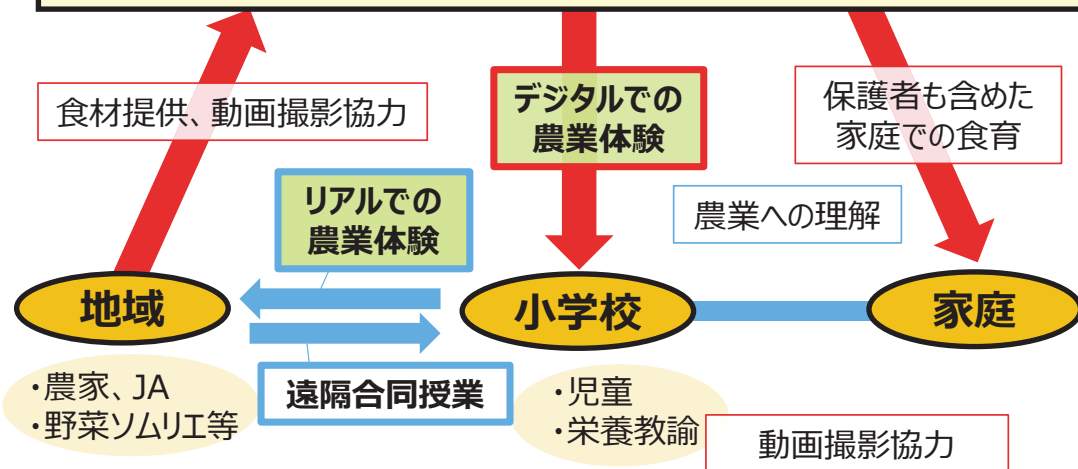 食材提供、動画撮影協力
デジタルでの
農業体験
保護者も含めた
家庭での食育
リアルでの
農業体験
農業への理解
地域
小学校
家庭
・農家、JA
・野菜ソムリエ等
遠隔合同授業
・児童
・栄養教諭
動画撮影協力